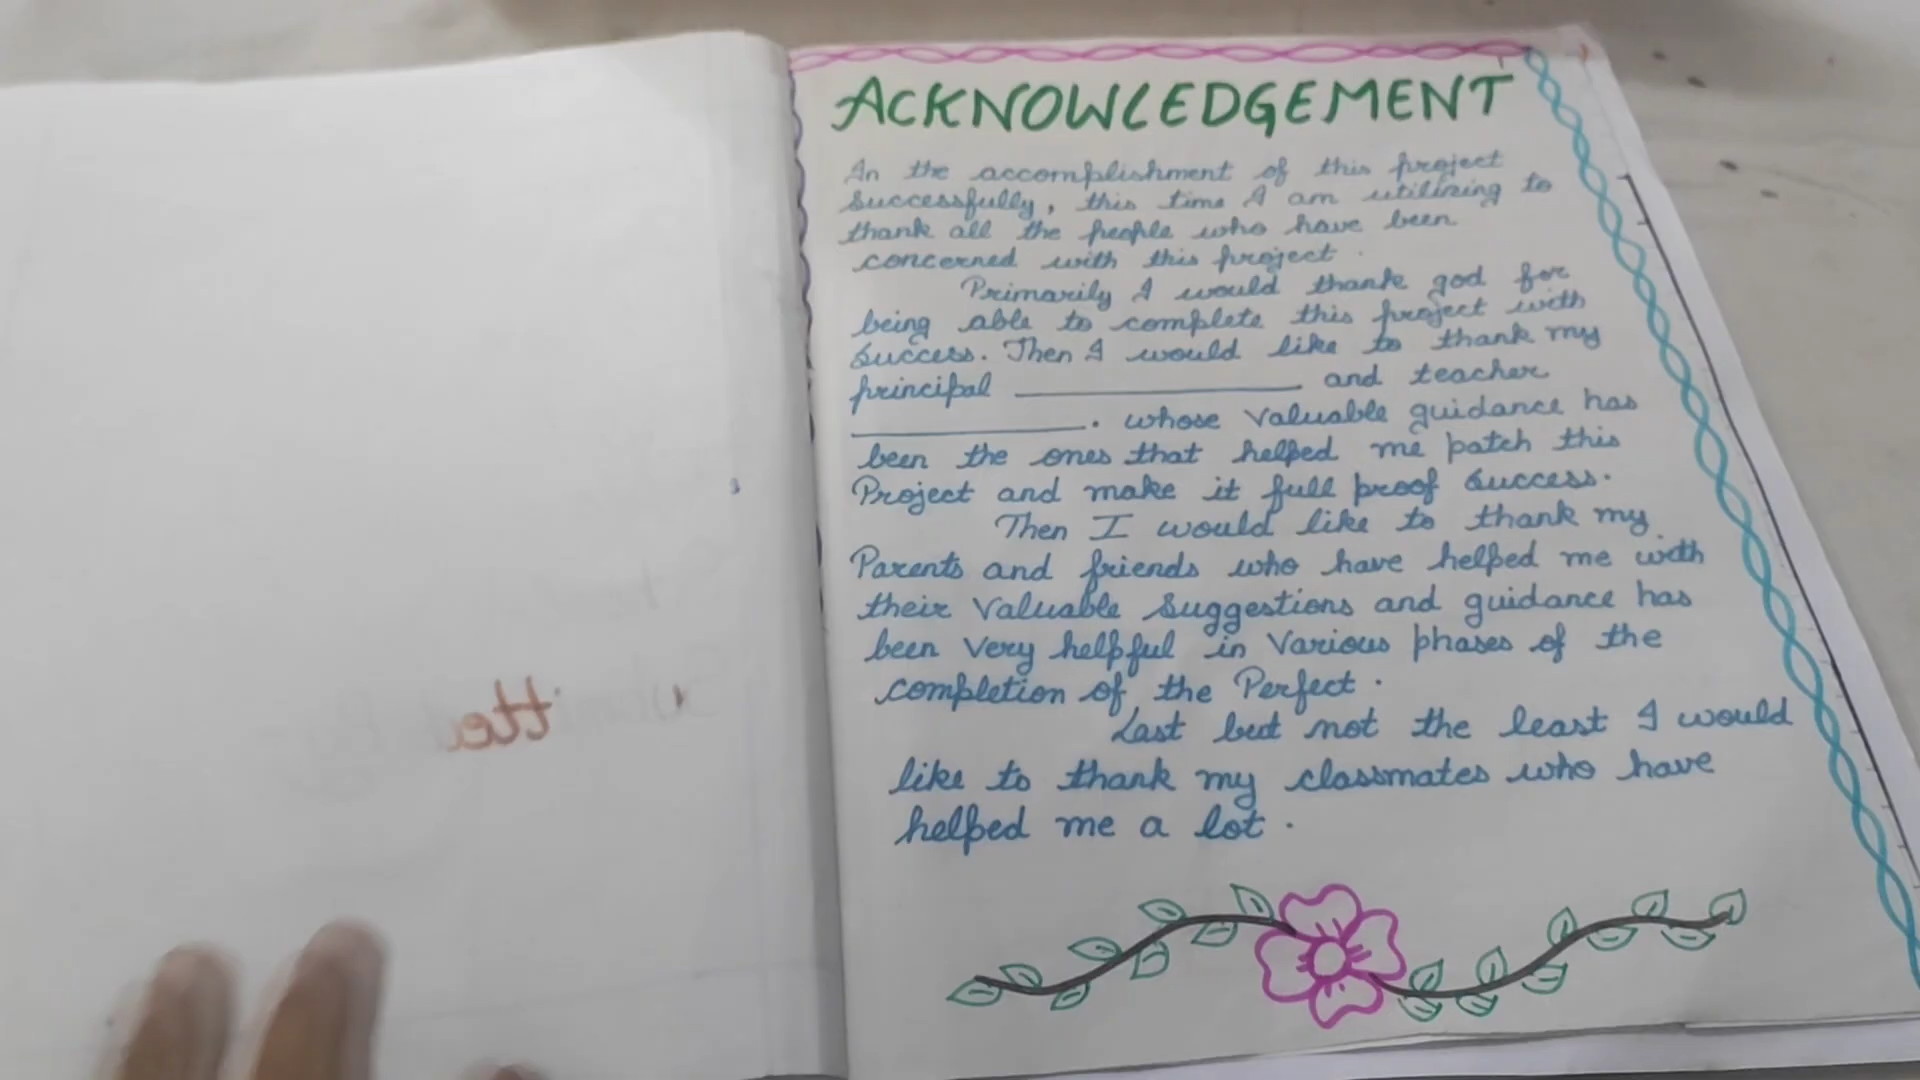 ACKNOWLEDGEMENT
In the accomplishment of this project
successfully, this time I am utilizing to
thank all the people who have been
concerned with this project.
Primarily I would thank god for
being able to complete this project with
success. Then I would like to thank my
principal ____________ and teacher
____________. whose valuable guidance has
been the ones that helped me patch this
Project and make it full proof success.
Then I would like to thank my
Parents and friends who have helped me with
their valuable suggestions and guidance has
been very helpful in various phases of the
completion of the Perfect.
Last but not the least I would
like to thank my classmates who have
helped me a lot.